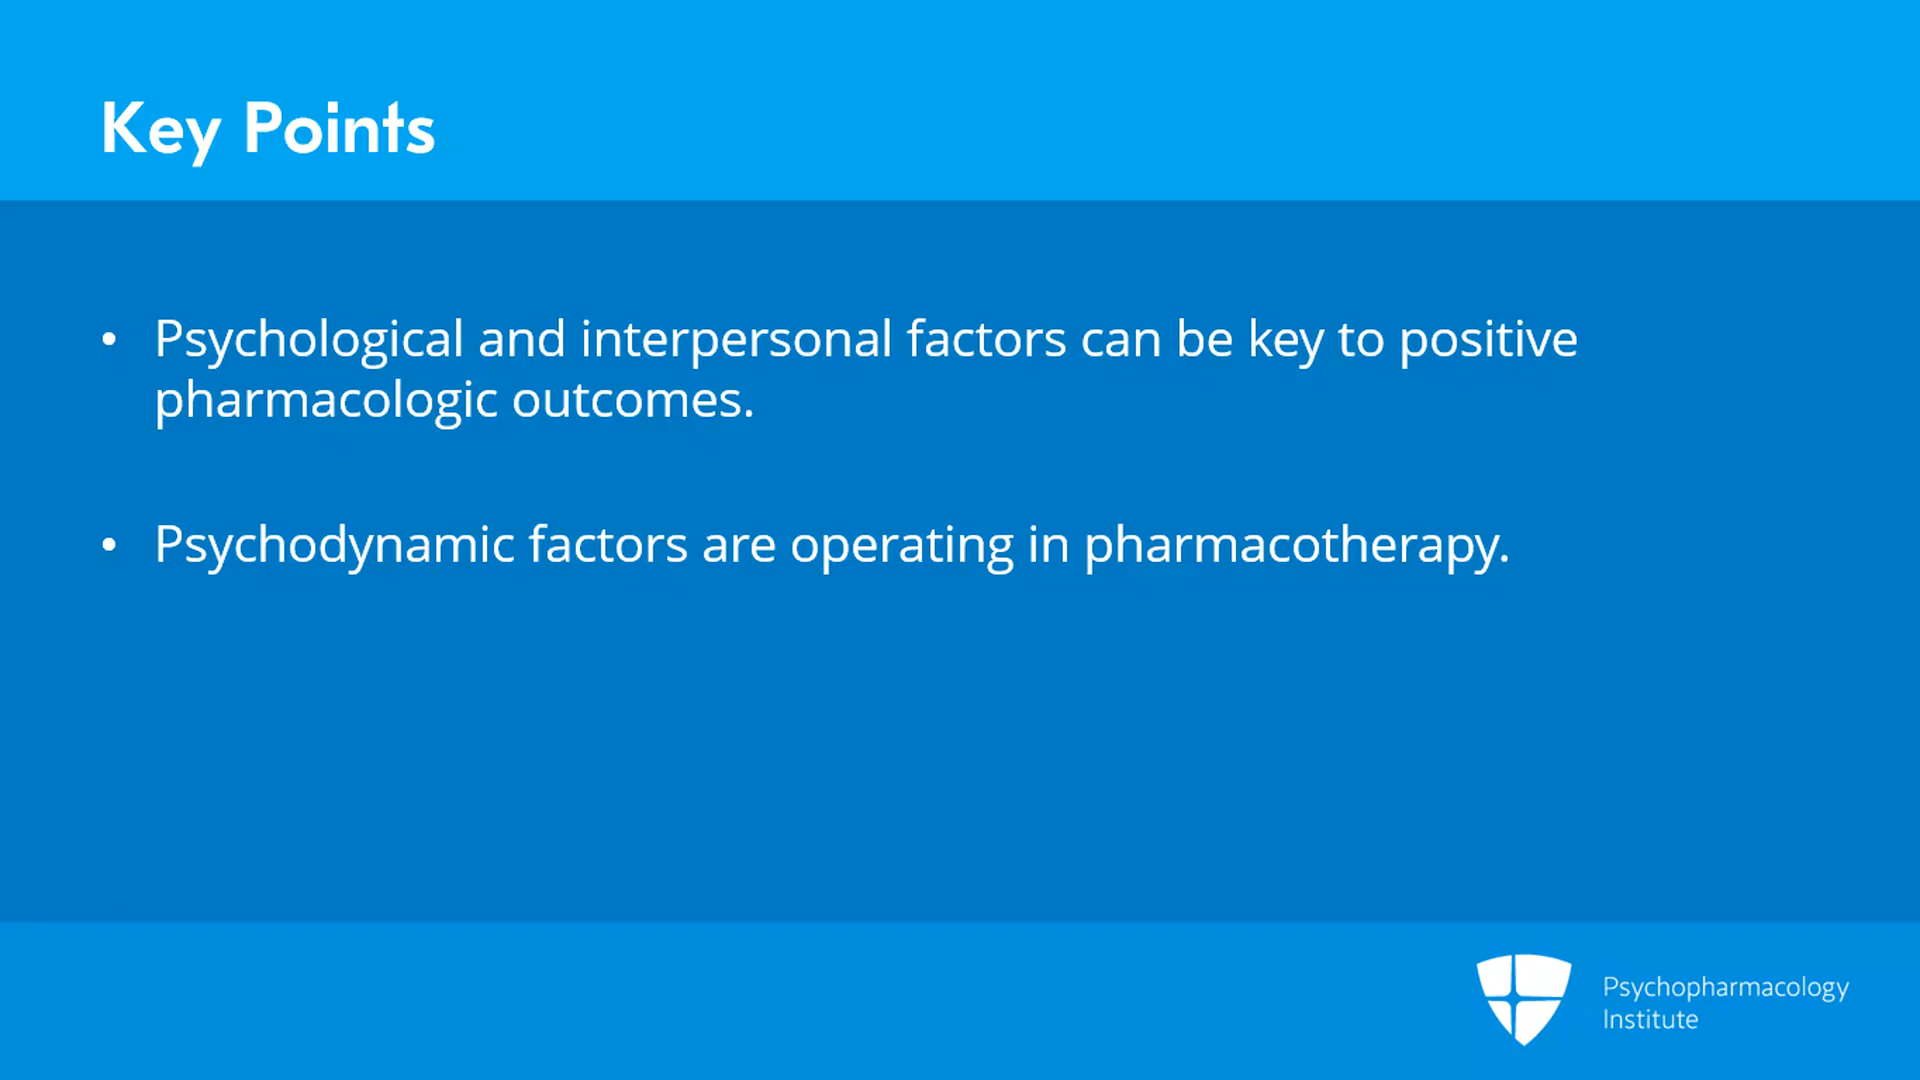 Key Points
• Psychological and interpersonal factors can be key to positive
pharmacologic outcomes.
• Psychodynamic factors are operating in pharmacotherapy.
Psychopharmacology
Institute